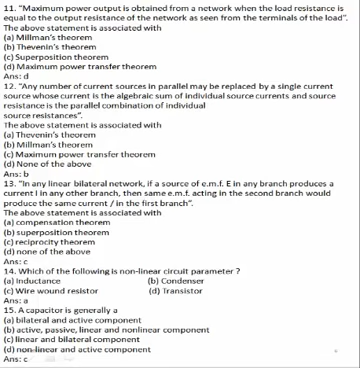 11. "Maximum power output is obtained from a network when the load resistance is
equal to the output resistance of the network as seen from the terminals of the load".
The above statement is associated with
(a) Millman's theorem
(b) Thevenin's theorem
(c) Superposition theorem
(d) Maximum power transfer theorem
Ans: d
12. "Any number of current sources in parallel may be replaced by a single current
source whose current is the algebraic sum of individual source currents and source
resistance is the parallel combination of individual
source resistances".
The above statement is associated with
(a) Thevenin's theorem
(b) Millman's theorem
(c) Maximum power transfer theorem
(d) None of the above
Ans: b
13. "In any linear bilateral network, if a source of e.m.f. E in any branch produces a
current I in any other branch, then same e.m.f. acting in the second branch would
produce the same current / in the first branch".
The above statement is associated with
(a) compensation theorem
(b) superposition theorem
(c) reciprocity theorem
(d) none of the above
Ans: c
14. Which of the following is non-linear circuit parameter ?
(a) Inductance (b) Condenser
(c) Wire wound resistor (d) Transistor
Ans: a
15. A capacitor is generally a
(a) bilateral and active component
(b) active, passive, linear and nonlinear component
(c) linear and bilateral component
(d) non-linear and active component
Ans: c